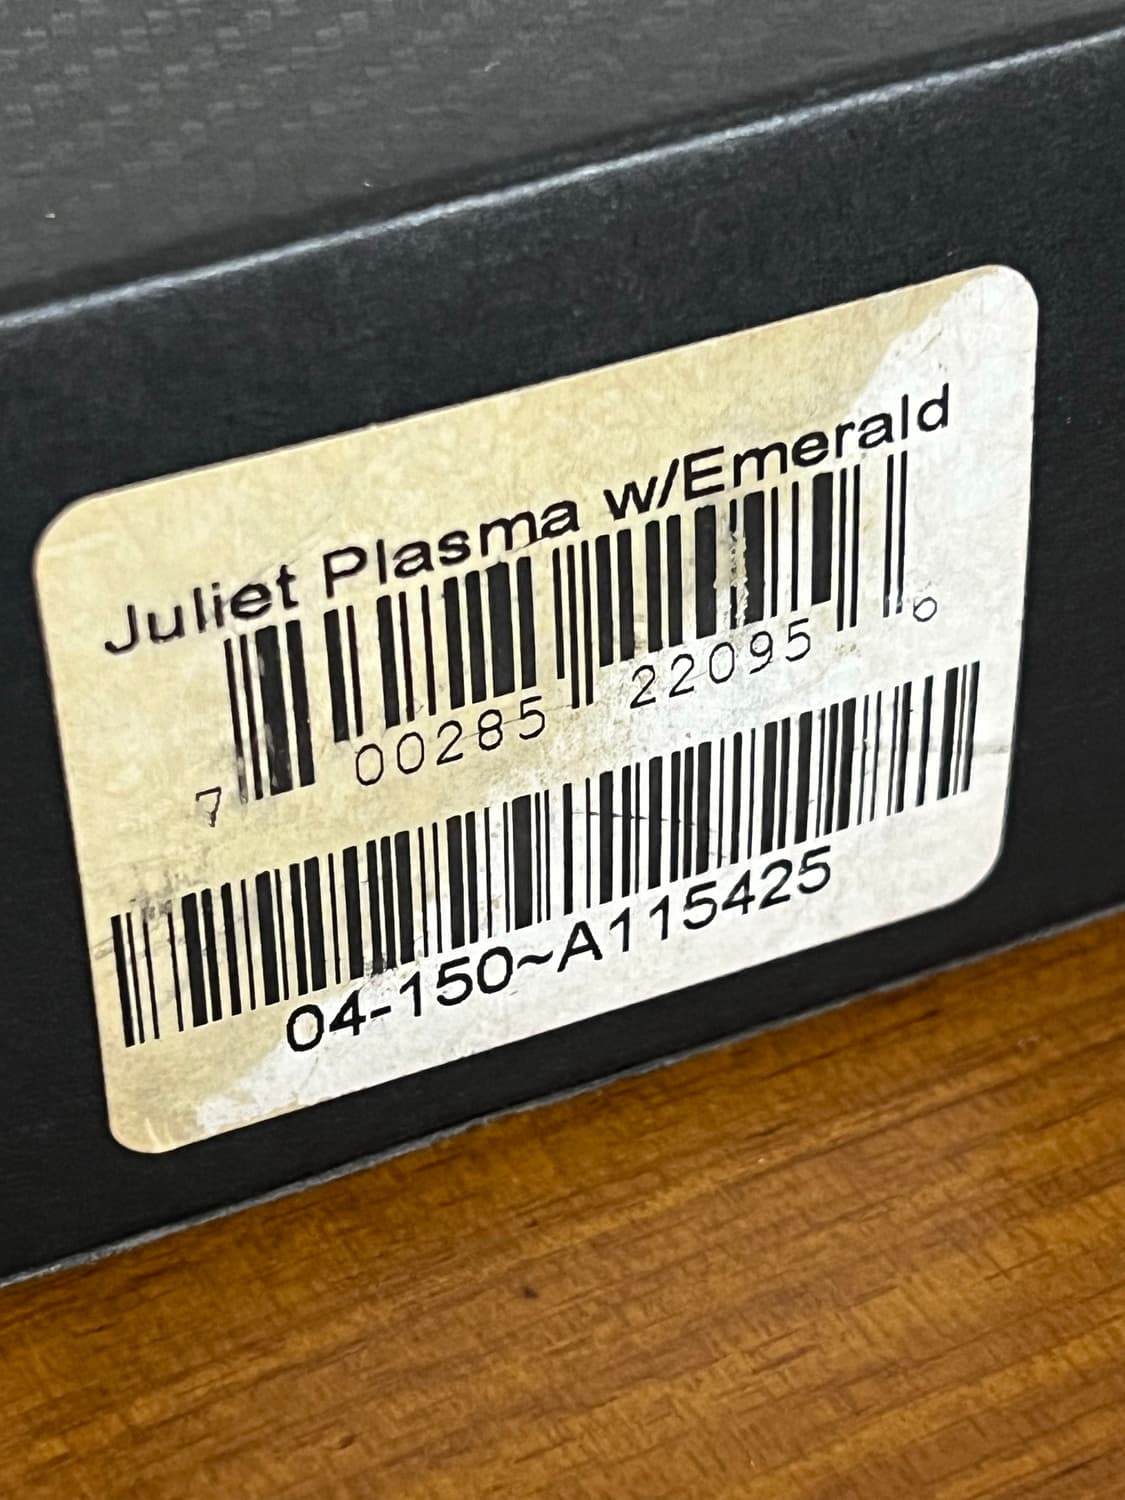 Juliet Plasma w/Emerald
7 00285 22095 6
04-150~A115425